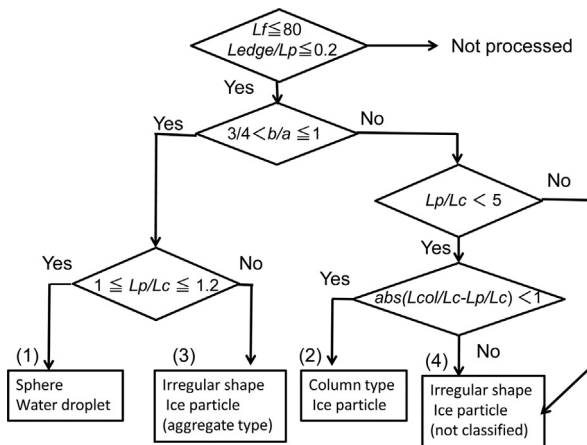 Lf≦80
Ledge/Lp≦0.2
Not processed
Yes
Yes
3/4<b/a ≦1
No
Lp/Lc < 5
No
Yes
Yes
1 ≦ Lp/Lc ≦ 1.2
No
Yes
abs(Lcol/Lc-Lp/Lc) <1
No
(1)
Sphere
Water droplet
(3)
Irregular shape
Ice particle
(aggregate type)
(2)
Column type
Ice particle
(4)
Irregular shape
Ice particle
(not classified)